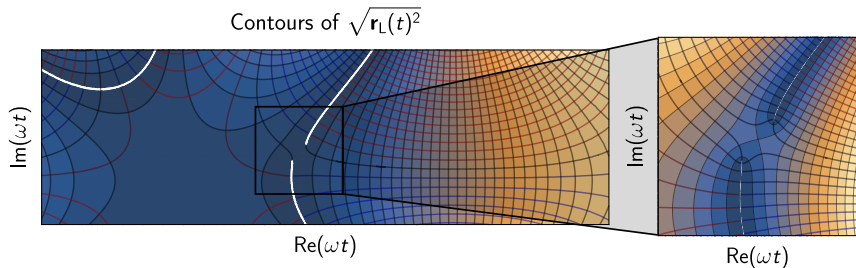 Contours of √r_L(t)²
Im(ωt)
Re(ωt)
Im(ωt)
Re(ωt)